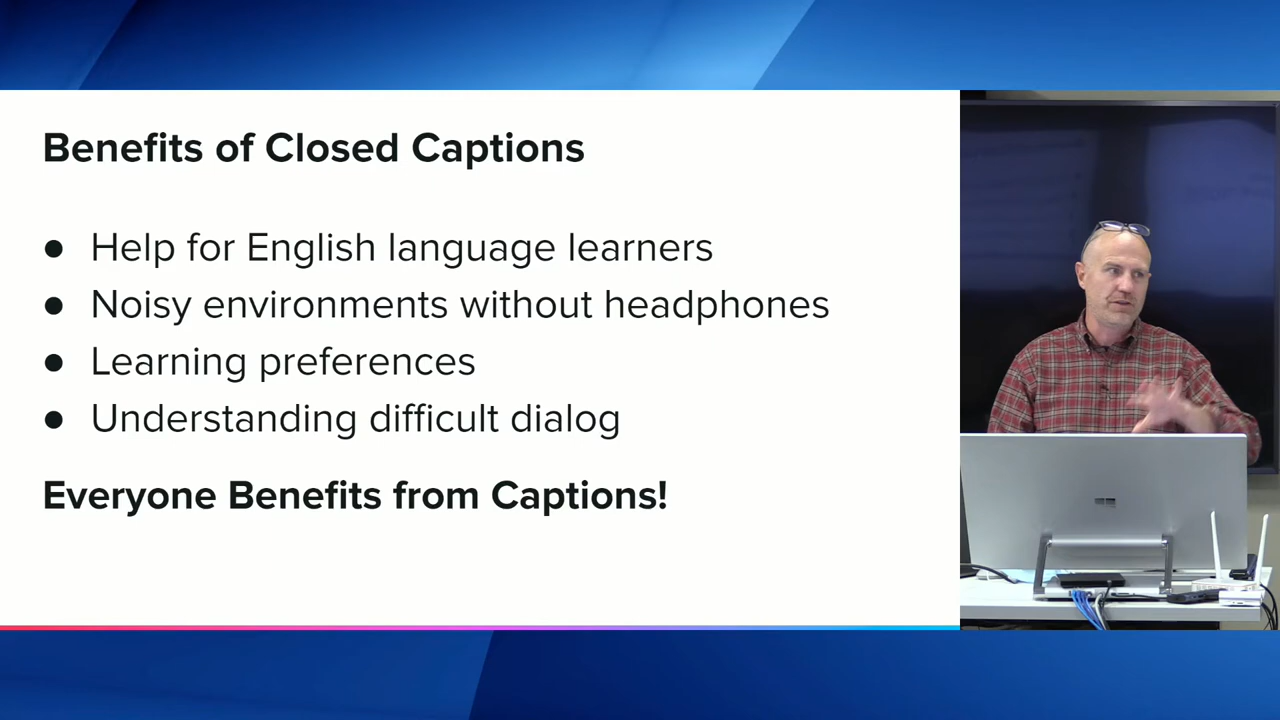 Benefits of Closed Captions
● Help for English language learners
● Noisy environments without headphones
● Learning preferences
● Understanding difficult dialog
Everyone Benefits from Captions!